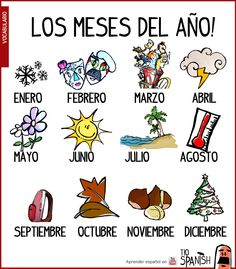 VOCABULARIO
LOS MESES DEL AÑO!
ENERO FEBRERO MARZO ABRIL
MAYO JUNIO JULIO AGOSTO
SEPTIEMBRE OCTUBRE NOVIEMBRE DICIEMBRE
Aprender español en
TIO SPANISH